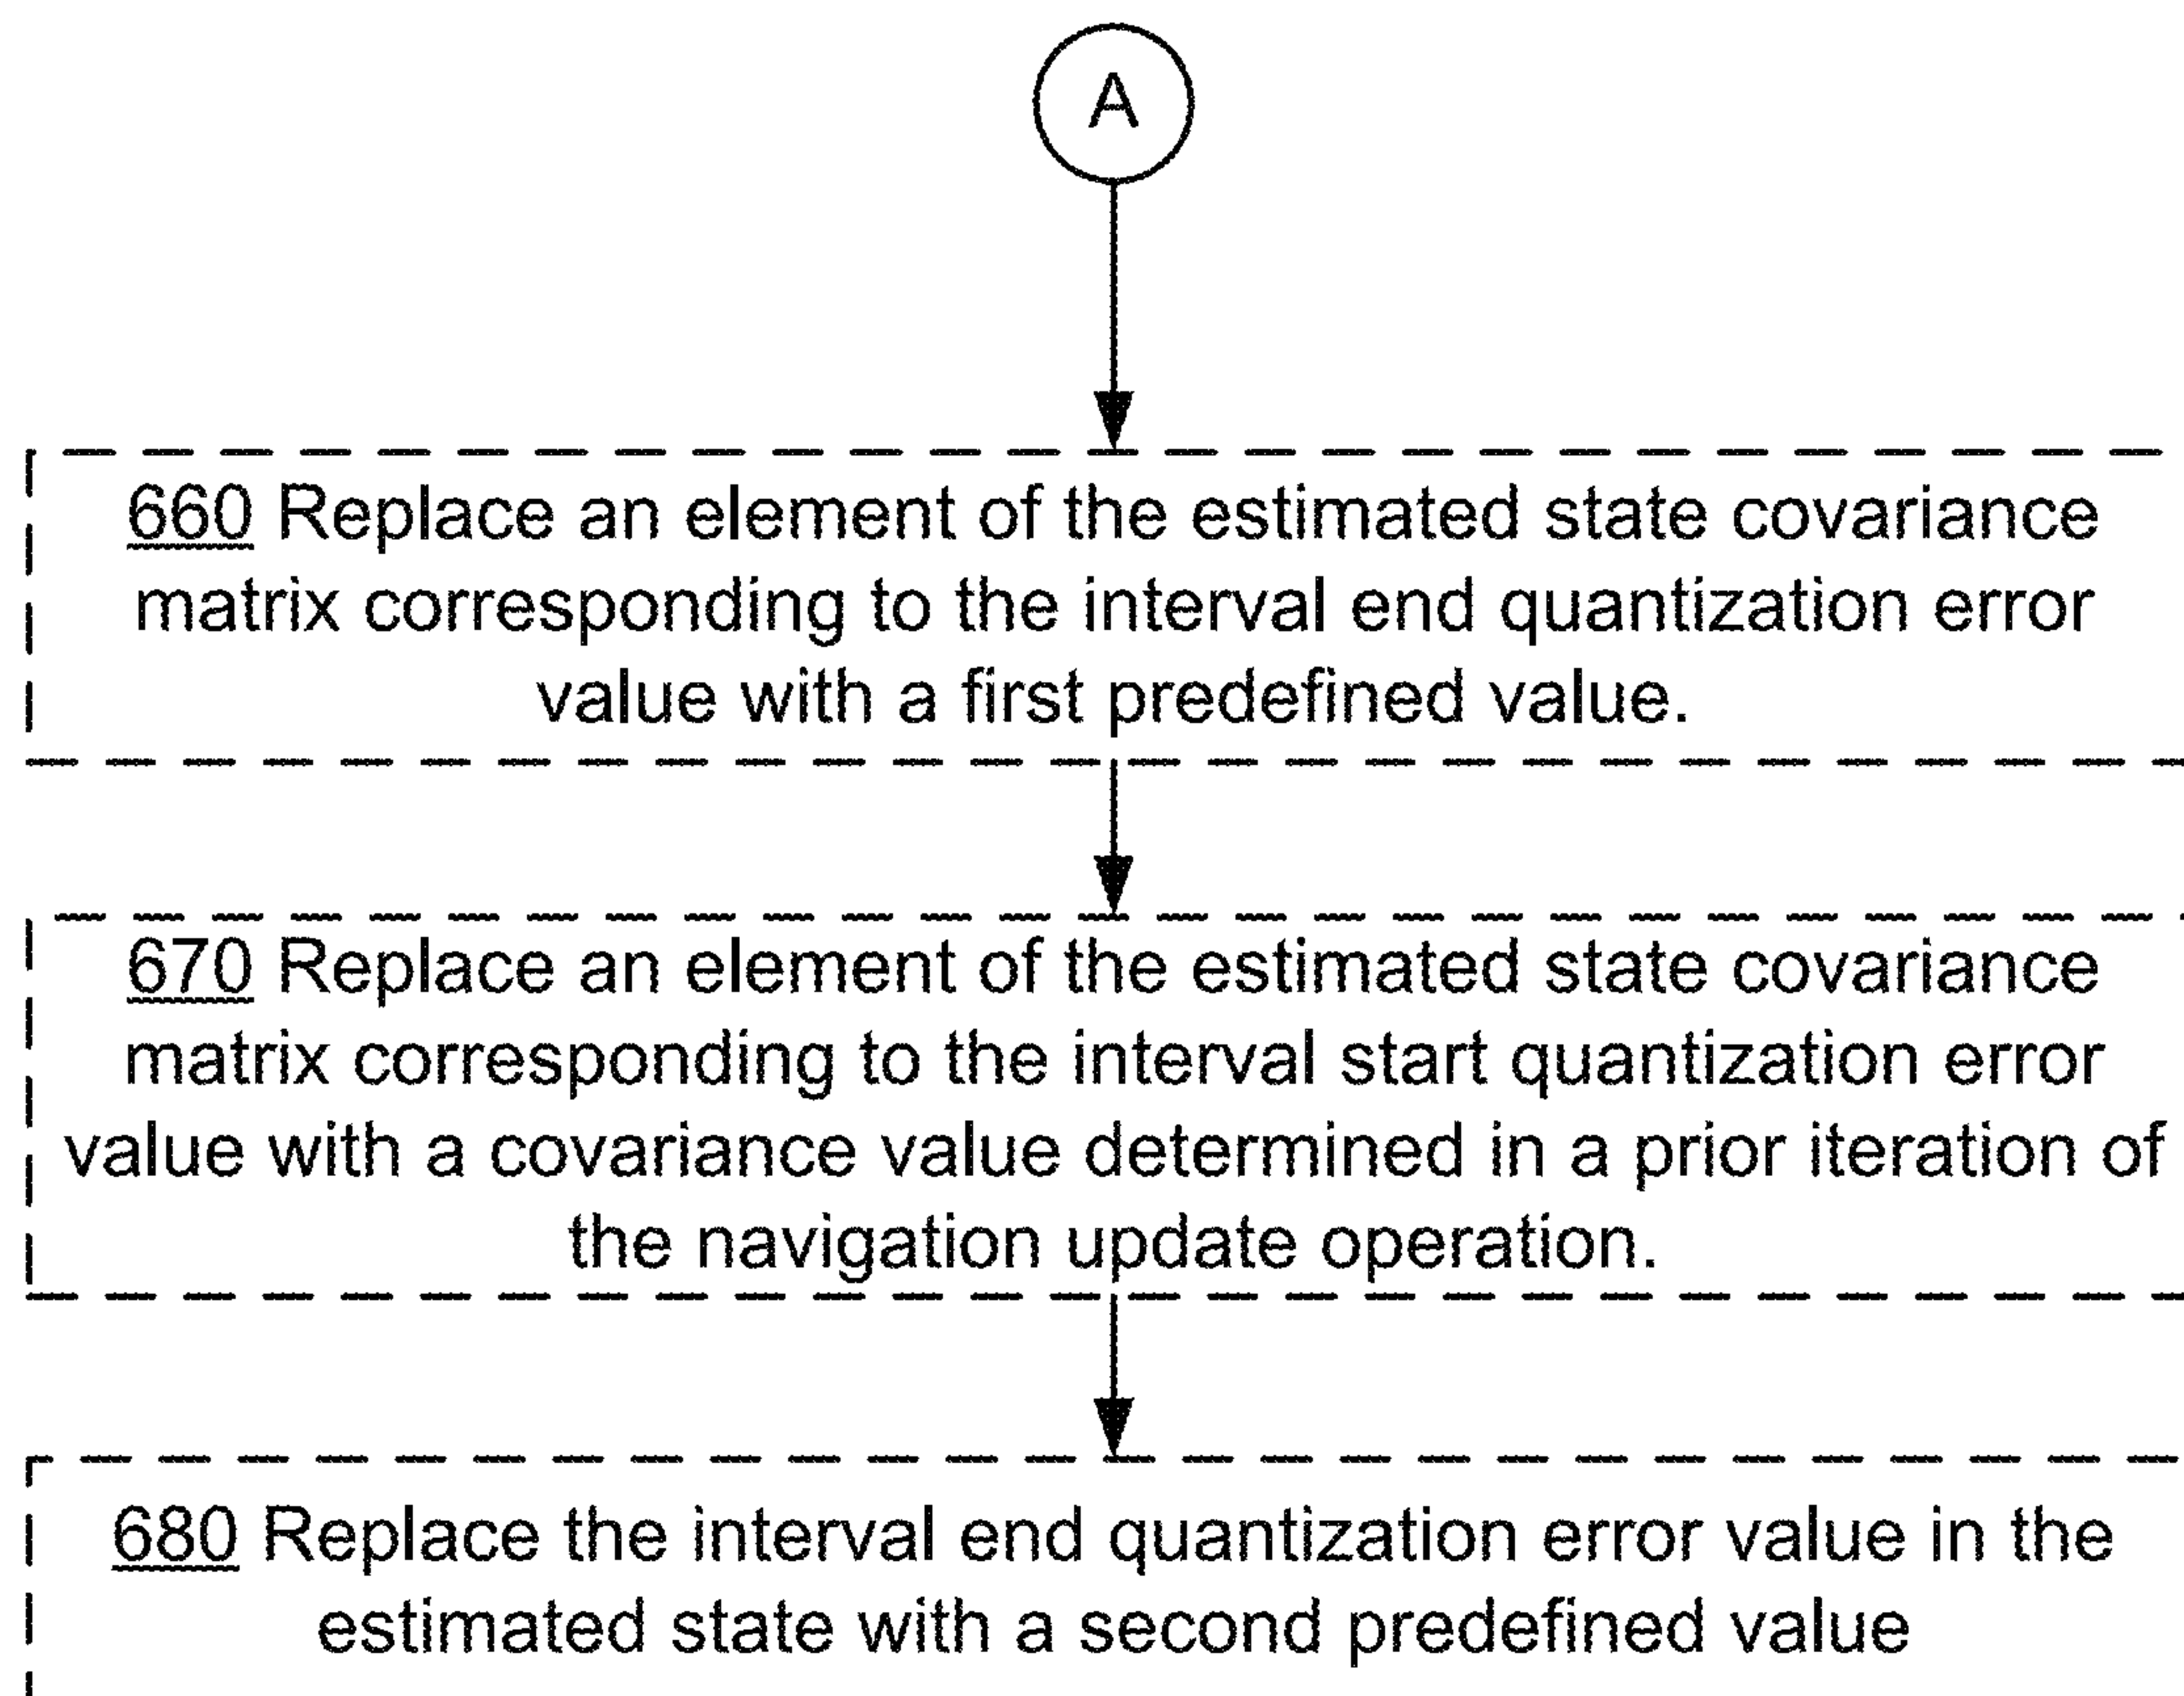 A
660 Replace an element of the estimated state covariance
matrix corresponding to the interval end quantization error
value with a first predefined value.
670 Replace an element of the estimated state covariance
matrix corresponding to the interval start quantization error
value with a covariance value determined in a prior iteration of
the navigation update operation.
680 Replace the interval end quantization error value in the
estimated state with a second predefined value